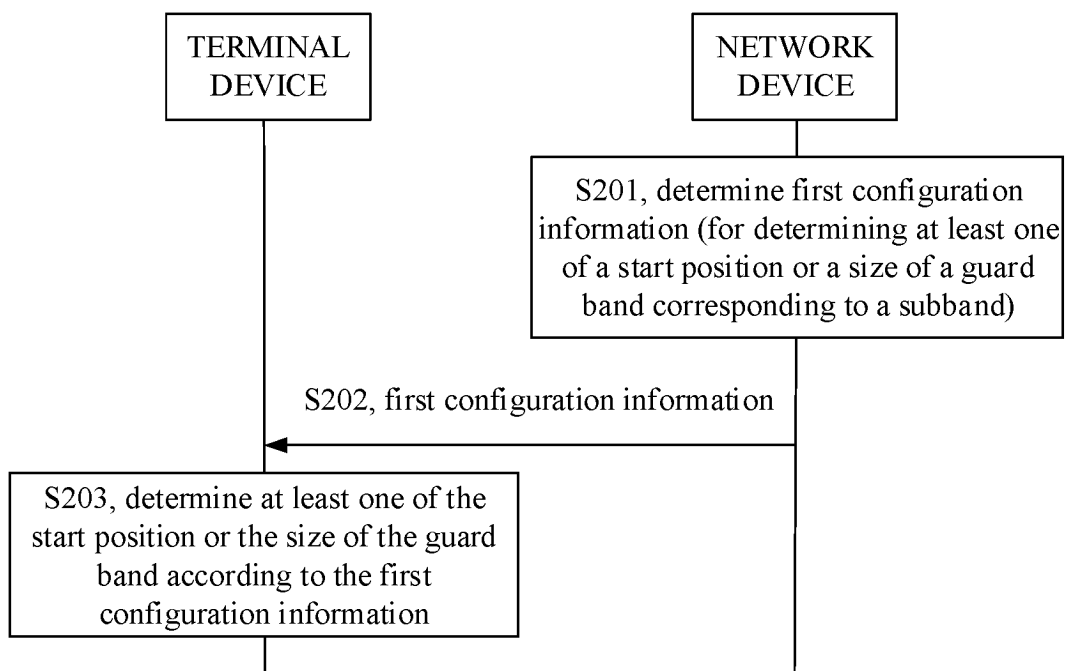 TERMINAL
DEVICE
NETWORK
DEVICE
S201, determine first configuration
information (for determining at least one
of a start position or a size of a guard
band corresponding to a subband)
S202, first configuration information
S203, determine at least one of the
start position or the size of the guard
band according to the first
configuration information